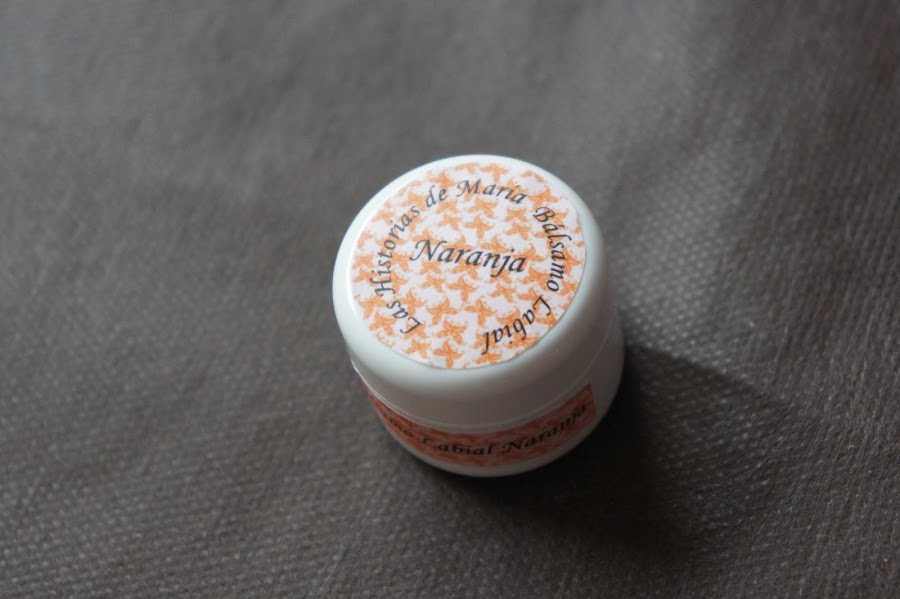 Las Historias de María Bálsamo Labial
Naranja
Labial Naranja